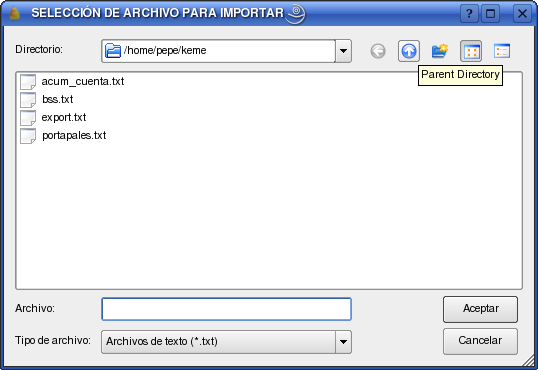 SELECCIÓN DE ARCHIVO PARA IMPORTAR
Directorio: /home/pepe/keme
Parent Directory
acum_cuenta.txt
bss.txt
export.txt
portapales.txt
Archivo: Aceptar
Tipo de archivo: Archivos de texto (*.txt) Cancelar